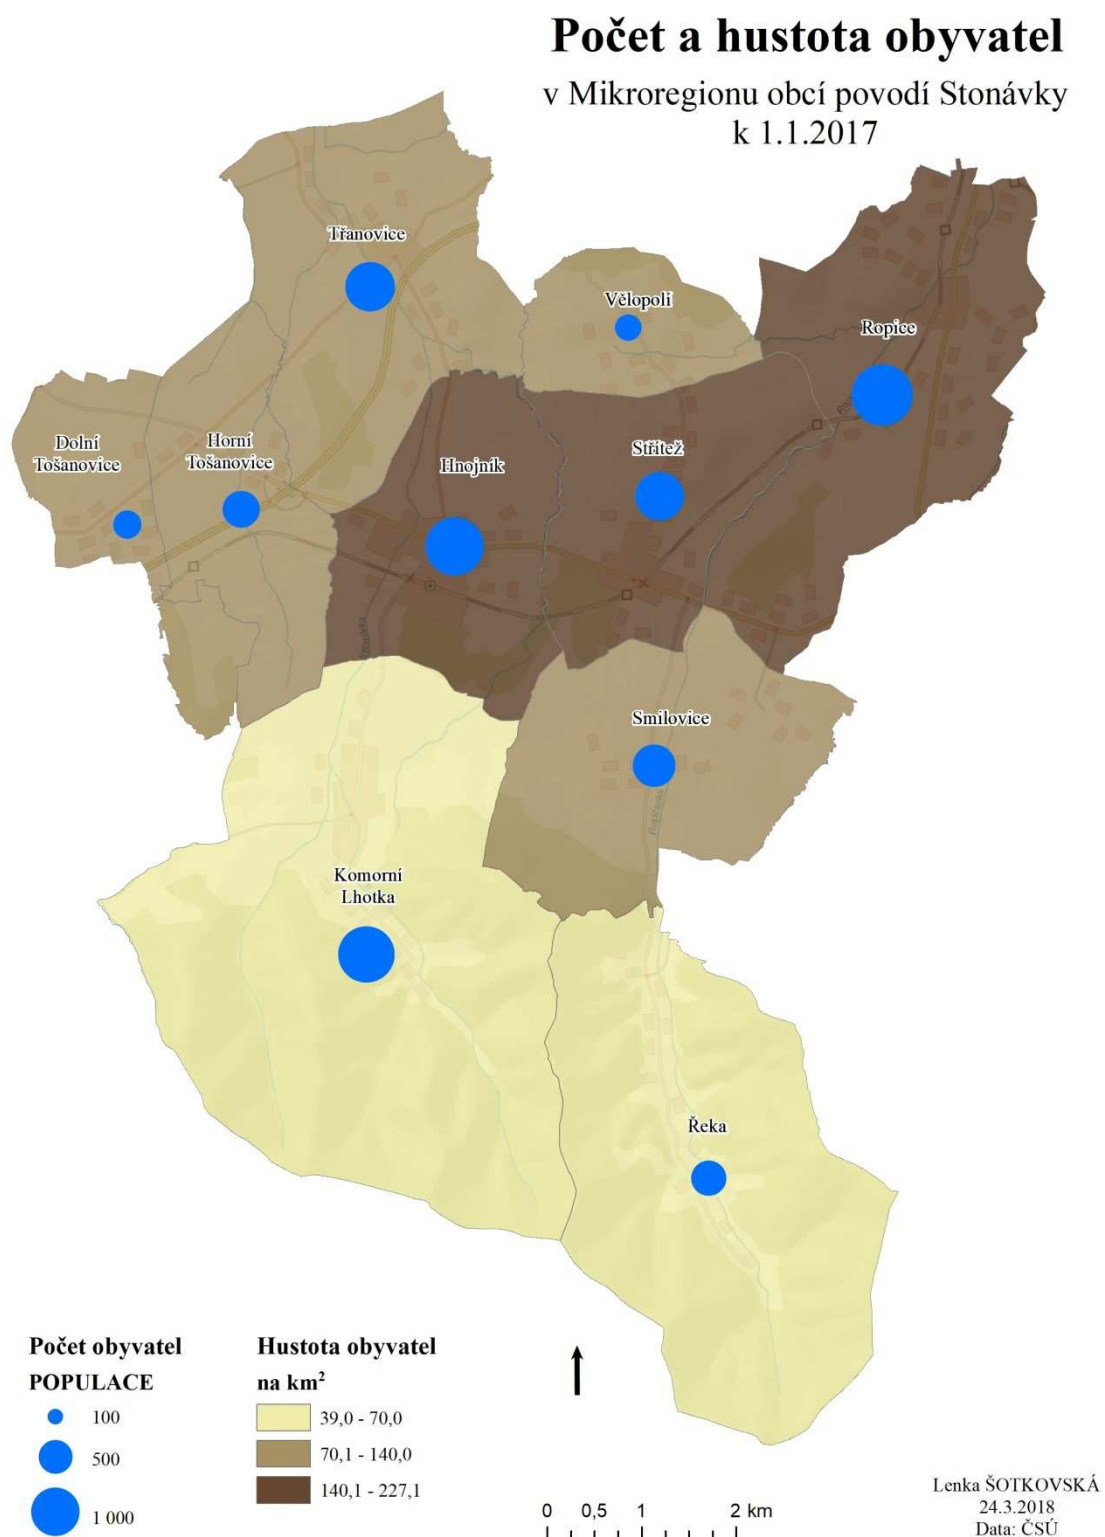 Počet a hustota obyvatel
v Mikroregionu obcí povodí Stonávky
k 1.1.2017
Třanovice
Vělopolí
Ropice
Dolní
Tošanovice
Horní
Tošanovice
Hnojník
Střítež
Smilovice
Komorní
Lhotka
Řeka
Počet obyvatel
POPULACE
100
500
1 000
Hustota obyvatel
na km²
39,0 - 70,0
70,1 - 140,0
140,1 - 227,1
0 0,5 1 2 km
Lenka ŠOTKOVSKÁ
24.3.2018
Data: ČSÚ